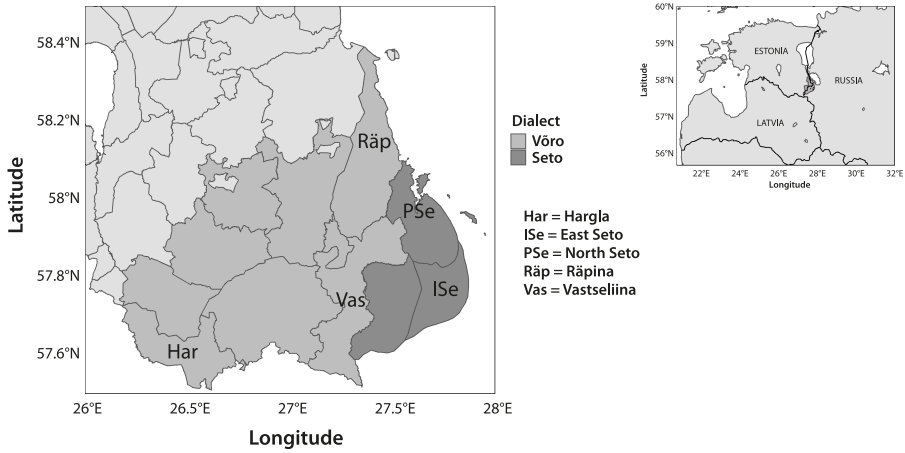 58.4°N
58.2°N
58°N
57.8°N
57.6°N
Latitude
26°E
26.5°E
27°E
27.5°E
28°E
Longitude
Räp
PSe
ISe
Vas
Har
Dialect
Võro
Seto
60°N
59°N
58°N
57°N
56°N
Latitude
22°E
24°E
26°E
28°E
30°E
32°E
Longitude
ESTONIA
RUSSIA
LATVIA
Har = Hargla
ISe = East Seto
PSe = North Seto
Räp = Räpina
Vas = Vastseliina